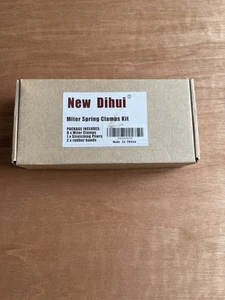 New Dihui®
Miter Spring Clamps Kit
PACKAGE INCLUDES:
8 x Miter Clamps
1 x Stretching Pliers
2 x rubber bands
Made In China